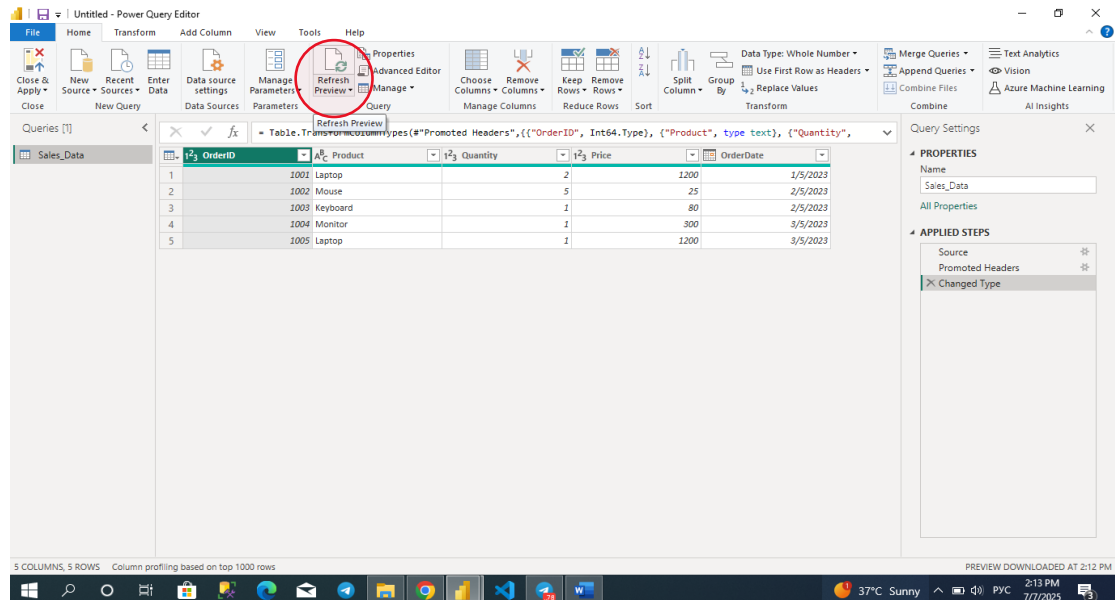 Untitled - Power Query Editor
File Home Transform Add Column View Tools Help
Close & Apply
New Source
Recent Sources
Enter Data
Data source settings
Manage Parameters
Refresh Preview
Properties
Advanced Editor
Manage
Choose Columns
Remove Columns
Keep Rows
Remove Rows
Split Column
Group By
Data Type: Whole Number
Use First Row as Headers
Replace Values
Merge Queries
Append Queries
Combine Files
Text Analytics
Vision
Azure Machine Learning
Close New Query Data Sources Parameters Query Manage Columns Reduce Rows Sort Transform Combine AI Insights
Refresh Preview
Queries [1]
Sales_Data
fx = Table.TransformColumnTypes(#"Promoted Headers",{{"OrderID", Int64.Type}, {"Product", type text}, {"Quantity",
123 OrderID ABC Product 123 Quantity 123 Price OrderDate
1 1001 Laptop 2 1200 1/5/2023
2 1002 Mouse 5 25 2/5/2023
3 1003 Keyboard 1 80 2/5/2023
4 1004 Monitor 1 300 3/5/2023
5 1005 Laptop 1 1200 3/5/2023
Query Settings
PROPERTIES
Name
Sales_Data
All Properties
APPLIED STEPS
Source
Promoted Headers
Changed Type
5 COLUMNS, 5 ROWS Column profiling based on top 1000 rows
PREVIEW DOWNLOADED AT 2:12 PM
37°C Sunny РУС 2:13 PM
7/7/2025